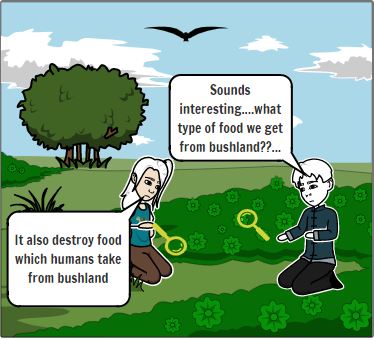 It also destroy food
which humans take
from bushland
Sounds
interesting....what
type of food we get
from bushland??...